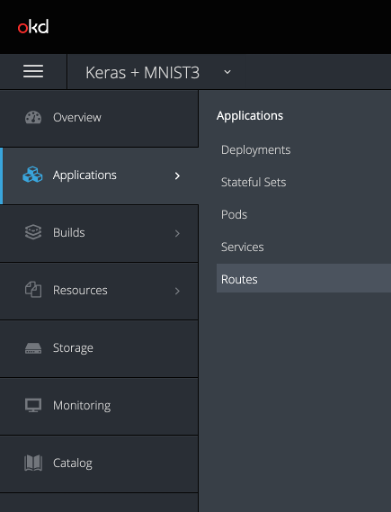 okd
Keras + MNIST3
Overview
Applications
Builds
Resources
Storage
Monitoring
Catalog
Applications
Deployments
Stateful Sets
Pods
Services
Routes